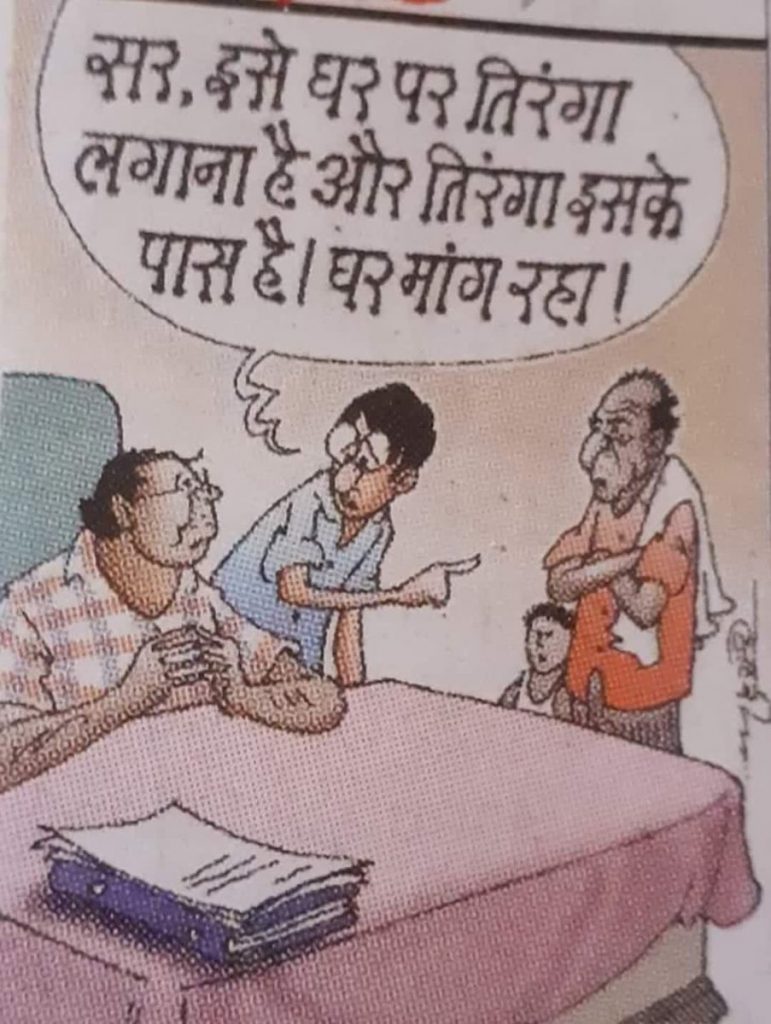 सर, इसे घर पर तिरंगा
लगाना है और तिरंगा इसके
पास है। घर मांग रहा!